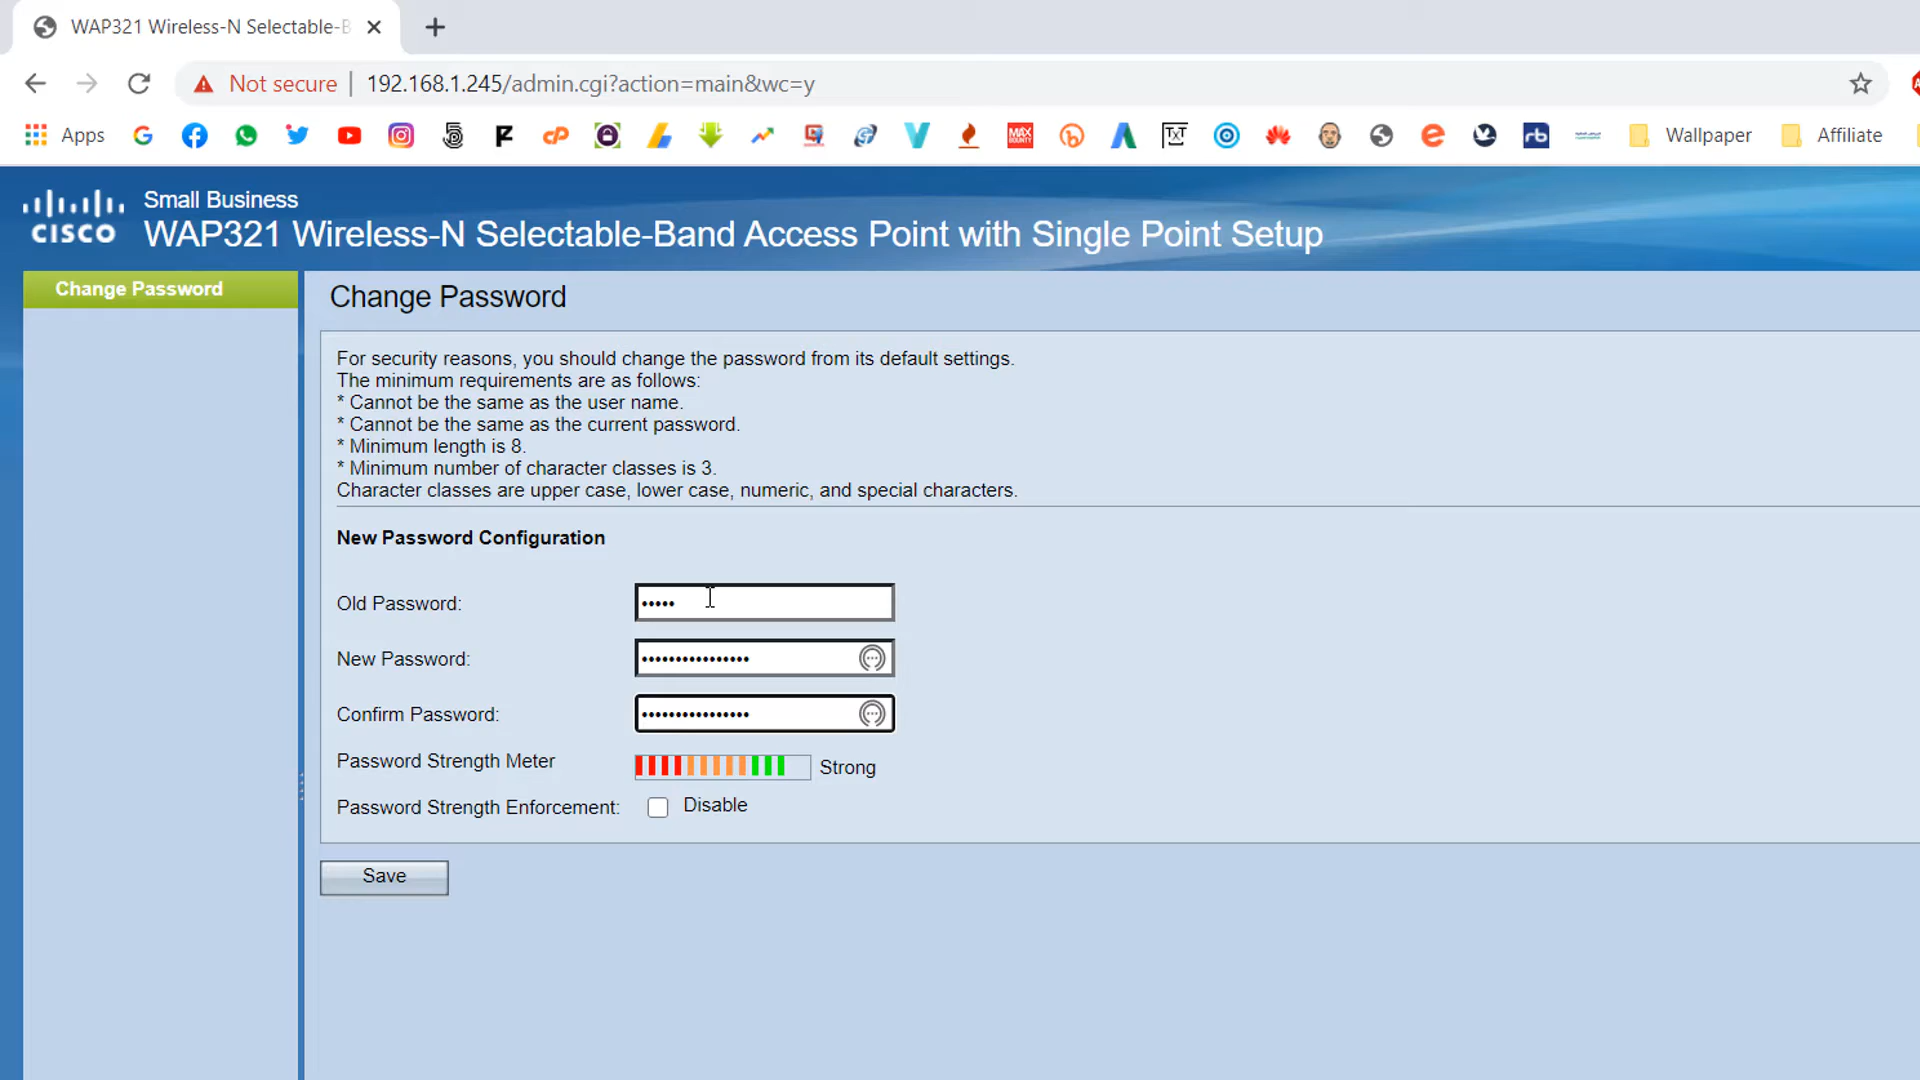 WAP321 Wireless-N Selectable-B
Not secure | 192.168.1.245/admin.cgi?action=main&wc=y
Apps
MAX
BOUNTY
TXT
rb
Wallpaper
Affiliate
CISCO
Small Business
WAP321 Wireless-N Selectable-Band Access Point with Single Point Setup
Change Password
Change Password
For security reasons, you should change the password from its default settings.
The minimum requirements are as follows:
* Cannot be the same as the user name.
* Cannot be the same as the current password.
* Minimum length is 8.
* Minimum number of character classes is 3.
Character classes are upper case, lower case, numeric, and special characters.
New Password Configuration
Old Password: •••••
New Password: ••••••••••••••••
Confirm Password: ••••••••••••••••
Password Strength Meter
Strong
Password Strength Enforcement:
Disable
Save